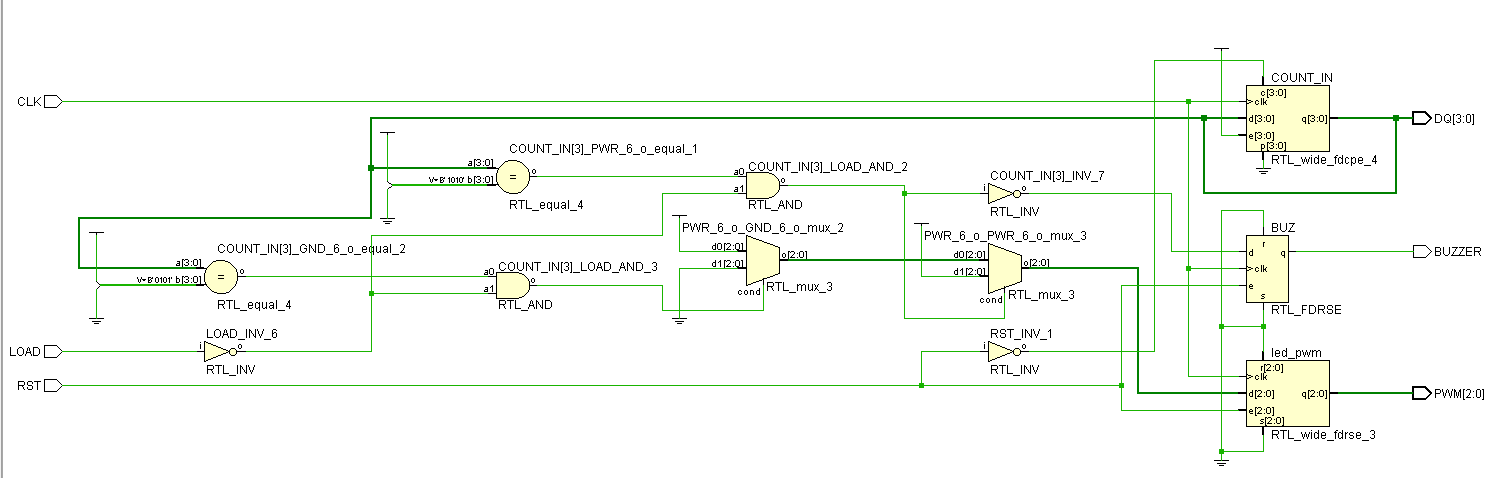 COUNT_IN
c[3:0]
CLK
clk
d[3:0]
q[3:0]
DQ[3:0]
e[3:0]
p[3:0]
RTL_wide_fdcpe_4
COUNT_IN[3]_PWR_6_o_equal_1
a[3:0]
=
o
V=B'1010' b[3:0]
RTL_equal_4
COUNT_IN[3]_LOAD_AND_2
a0
o
a1
RTL_AND
COUNT_IN[3]_INV_7
i
o
RTL_INV
PWR_6_o_GND_6_o_mux_2
d0[2:0]
o[2:0]
d1[2:0]
cond
RTL_mux_3
PWR_6_o_PWR_6_o_mux_3
d0[2:0]
o[2:0]
d1[2:0]
cond
RTL_mux_3
BUZ
r
d
q
BUZZER
clk
e
s
RTL_FDRSE
COUNT_IN[3]_GND_6_o_equal_2
a[3:0]
=
o
V=B'0101' b[3:0]
RTL_equal_4
COUNT_IN[3]_LOAD_AND_3
a0
o
a1
RTL_AND
LOAD_INV_6
LOAD
i
o
RTL_INV
RST_INV_1
i
o
RTL_INV
RST
led_pwm
r[2:0]
clk
d[2:0]
q[2:0]
PWM[2:0]
e[2:0]
s[2:0]
RTL_wide_fdrse_3